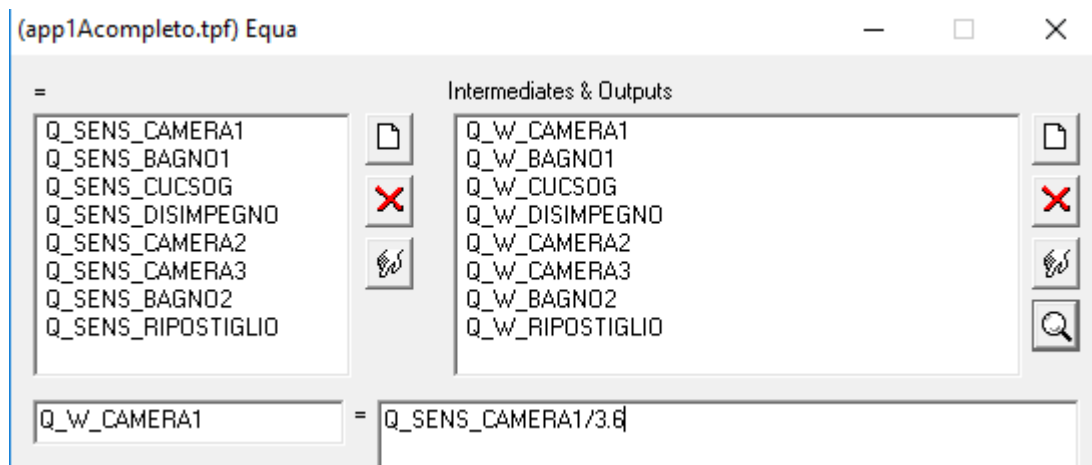 (app1Acompleto.tpf) Equa
=
Intermediates & Outputs
Q_SENS_CAMERA1
Q_SENS_BAGNO1
Q_SENS_CUCSOG
Q_SENS_DISIMPEGNO
Q_SENS_CAMERA2
Q_SENS_CAMERA3
Q_SENS_BAGNO2
Q_SENS_RIPOSTIGLIO
Q_W_CAMERA1
Q_W_BAGNO1
Q_W_CUCSOG
Q_W_DISIMPEGNO
Q_W_CAMERA2
Q_W_CAMERA3
Q_W_BAGNO2
Q_W_RIPOSTIGLIO
Q_W_CAMERA1 = Q_SENS_CAMERA1/3.6